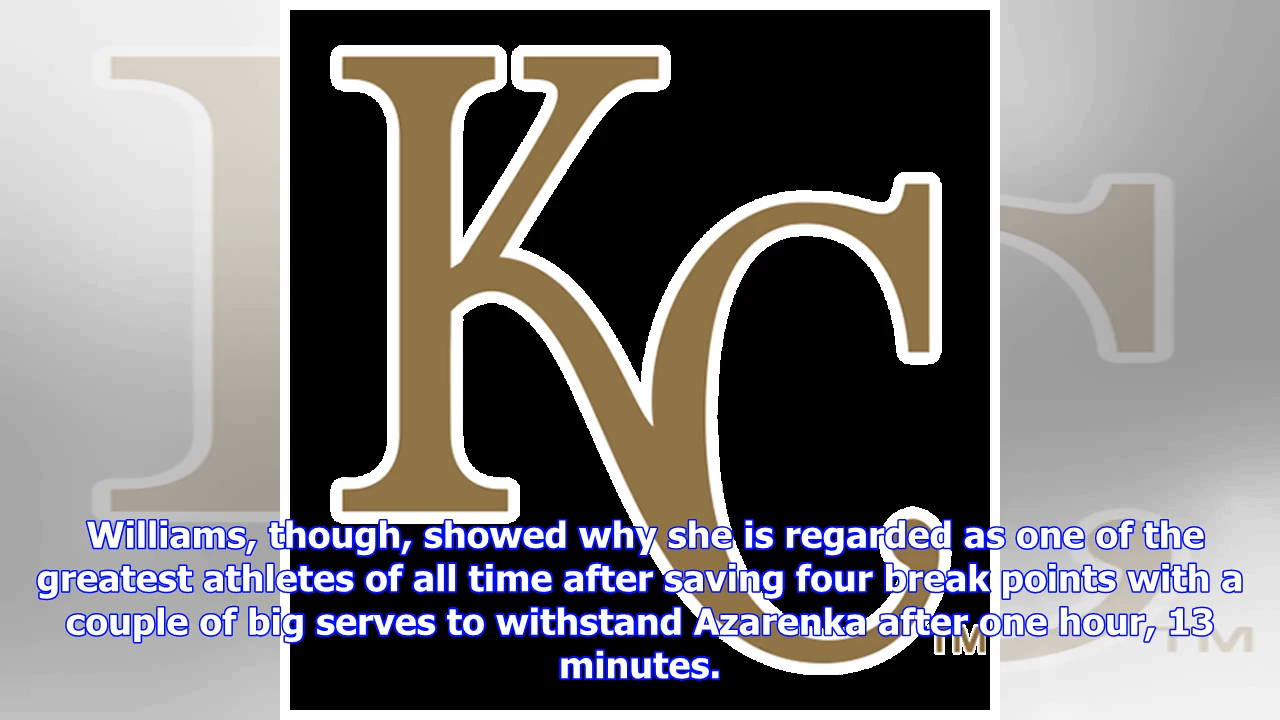 KC
Williams, though, showed why she is regarded as one of the
greatest athletes of all time after saving four break points with a
couple of big serves to withstand Azarenka after one hour, 13
minutes.
TM
TM